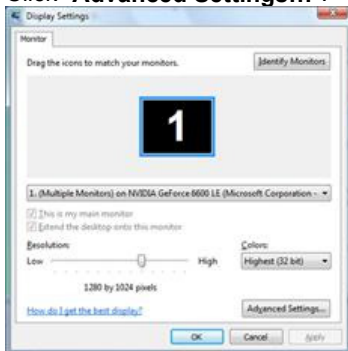 Click "Advanced Settings…".
Display Settings
Monitor
Drag the icons to match your monitors.
Identify Monitors
1
1. (Multiple Monitors) on NVIDIA GeForce 6600 LE (Microsoft Corporation -
This is my main monitor
Extend the desktop onto this monitor
Resolution:
Colors:
Low
High
Highest (32 bit)
1280 by 1024 pixels
How do I get the best display?
Advanced Settings...
OK
Cancel
Apply